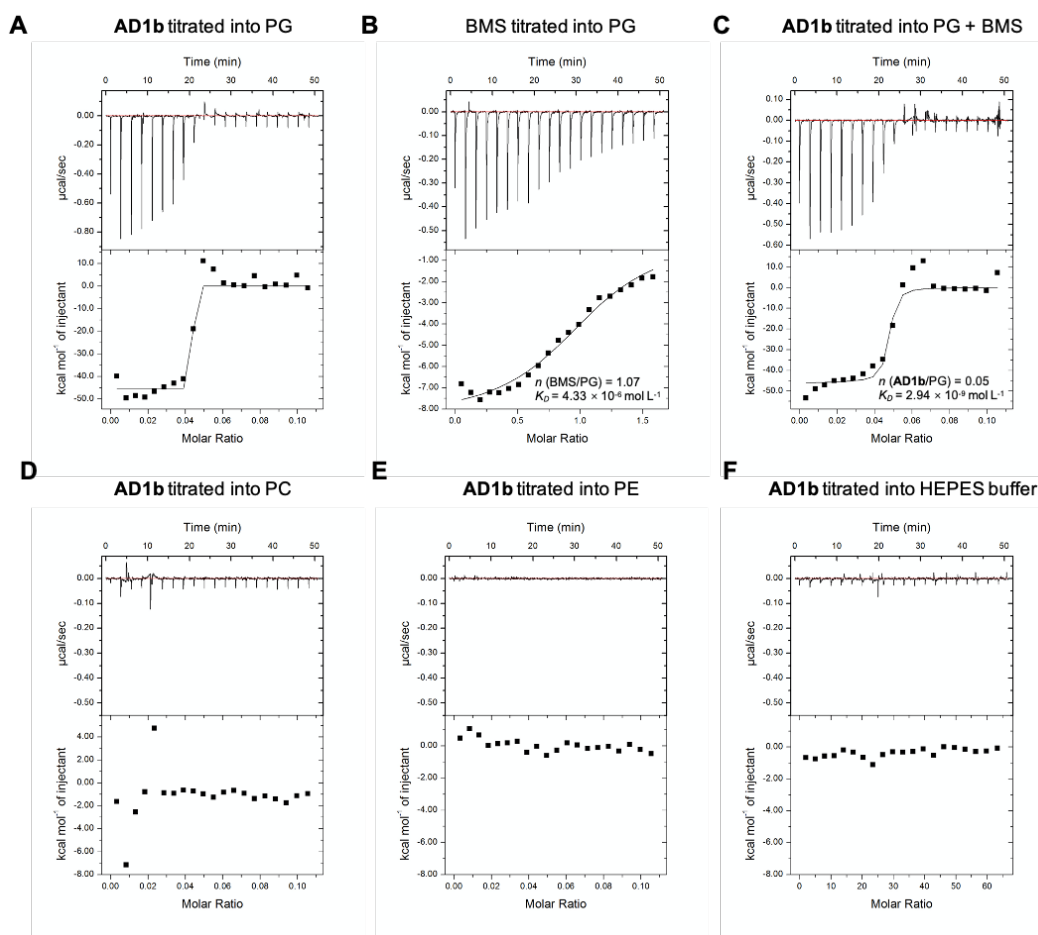 A AD1b titrated into PG
Time (min)
0 10 20 30 40 50
0.00
-0.20
-0.40
-0.60
-0.80
µcal/sec
10.0
0.0
-10.0
-20.0
-30.0
-40.0
-50.0
kcal mol⁻¹ of injectant
0.00 0.02 0.04 0.06 0.08 0.10
Molar Ratio
B BMS titrated into PG
Time (min)
0 10 20 30 40 50
0.00
-0.10
-0.20
-0.30
-0.40
-0.50
µcal/sec
-1.00
-2.00
-3.00
-4.00
-5.00
-6.00
-7.00
-8.00
kcal mol⁻¹ of injectant
n (BMS/PG) = 1.07
K_D = 4.33 × 10⁻⁶ mol L⁻¹
0.0 0.5 1.0 1.5
Molar Ratio
C AD1b titrated into PG + BMS
Time (min)
0 10 20 30 40 50
0.10
0.00
-0.10
-0.20
-0.30
-0.40
-0.50
-0.60
µcal/sec
10.0
0.0
-10.0
-20.0
-30.0
-40.0
-50.0
-60.0
kcal mol⁻¹ of injectant
n (AD1b/PG) = 0.05
K_D = 2.94 × 10⁻⁹ mol L⁻¹
0.00 0.02 0.04 0.06 0.08 0.10
Molar Ratio
D AD1b titrated into PC
Time (min)
0 10 20 30 40 50
0.00
-0.10
-0.20
-0.30
-0.40
-0.50
µcal/sec
4.00
2.00
0.00
-2.00
-4.00
-6.00
-8.00
kcal mol⁻¹ of injectant
0.00 0.02 0.04 0.06 0.08 0.10
Molar Ratio
E AD1b titrated into PE
Time (min)
0 10 20 30 40 50
0.00
-0.10
-0.20
-0.30
-0.40
-0.50
µcal/sec
0.00
-2.00
-4.00
-6.00
-8.00
kcal mol⁻¹ of injectant
0.00 0.02 0.04 0.06 0.08 0.10
Molar Ratio
F AD1b titrated into HEPES buffer
Time (min)
0 10 20 30 40 50
0.00
-0.10
-0.20
-0.30
-0.40
-0.50
µcal/sec
0.00
-2.00
-4.00
-6.00
-8.00
kcal mol⁻¹ of injectant
0 10 20 30 40 50 60
Molar Ratio